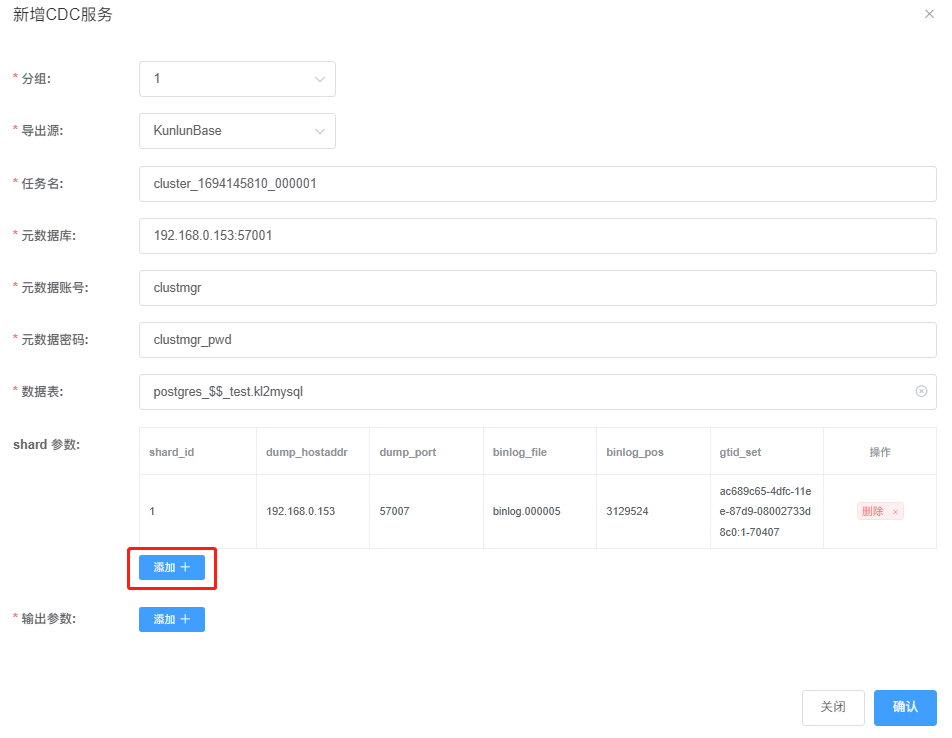 新增CDC服务
* 分组:
1
* 导出源:
KunlunBase
* 任务名:
cluster_1694145810_000001
* 元数据库:
192.168.0.153:57001
* 元数据账号:
clustmgr
* 元数据密码:
clustmgr_pwd
* 数据表:
postgres_$$_test.kl2mysql
shard 参数:
shard_id dump_hostaddr dump_port binlog_file binlog_pos gtid_set 操作
1 192.168.0.153 57007 binlog.000005 3129524 ac689c65-4dfc-11e
e-87d9-08002733d
8c0:1-70407
删除 ×
添加 +
* 输出参数:
添加 +
关闭 确认